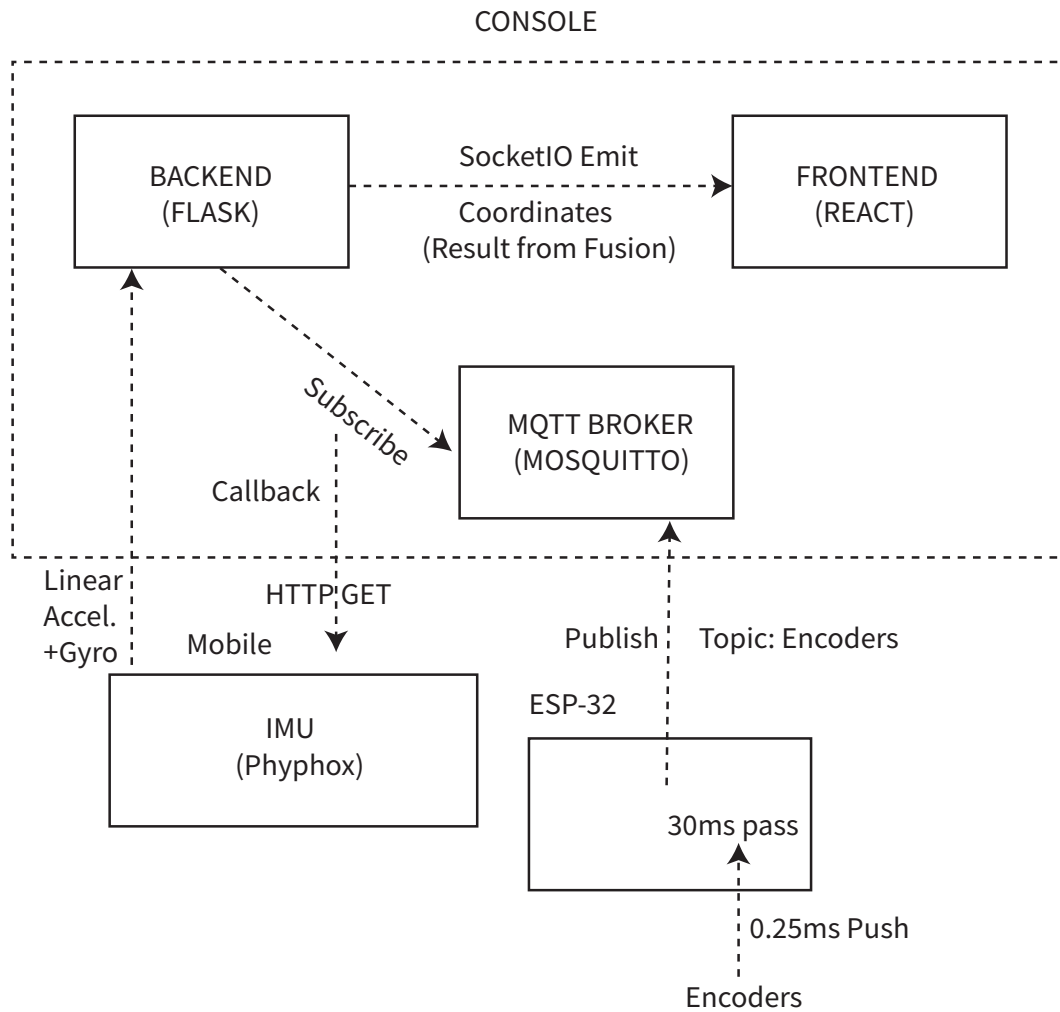 CONSOLE
BACKEND
(FLASK)
SocketIO Emit
Coordinates
(Result from Fusion)
FRONTEND
(REACT)
Subscribe
MQTT BROKER
(MOSQUITTO)
Callback
Linear
Accel.
+Gyro
HTTP GET
Mobile
Publish
Topic: Encoders
IMU
(Phyphox)
ESP-32
30ms pass
0.25ms Push
Encoders